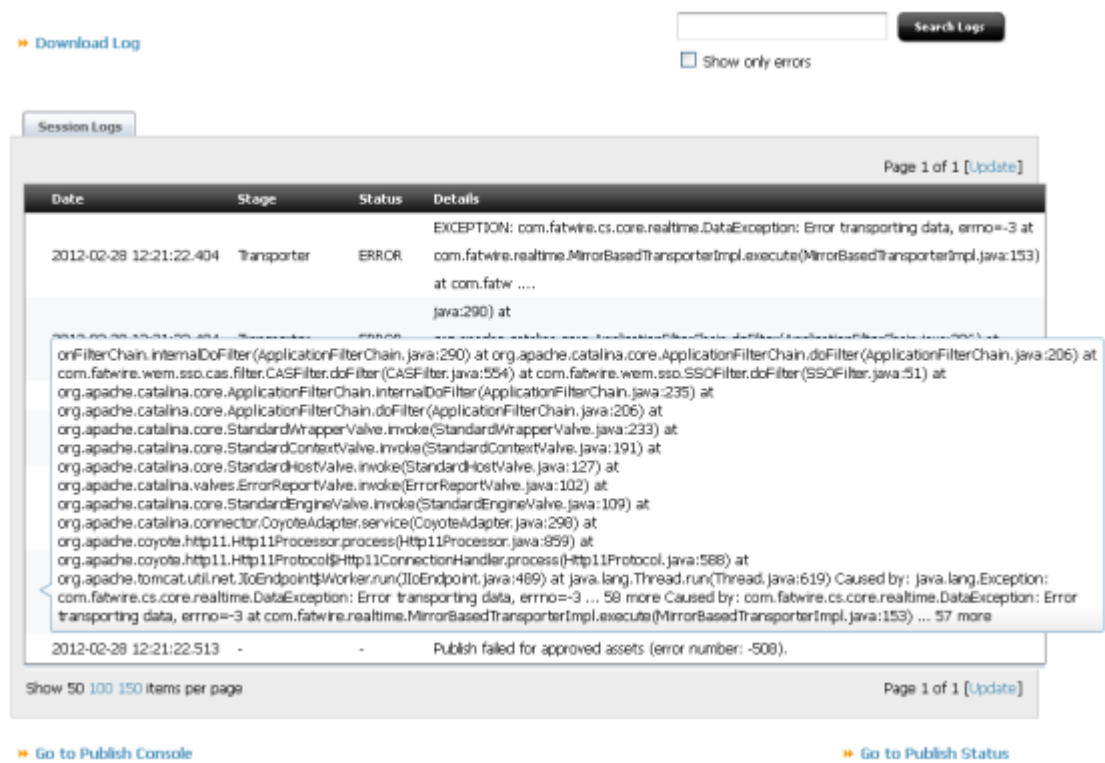 Download Log
Search Logs
Show only errors
Session Logs
Page 1 of 1 [Update]
Date Stage Status Details
EXCEPTION: com.fatwire.cs.core.realtime.DataException: Error transporting data, errno=-3 at
2012-02-28 12:21:22.404 Transporter ERROR com.fatwire.realtime.MirrorBasedTransporterImpl.execute(MirrorBasedTransporterImpl.java:153)
at com.fatw ....
java:290) at
onFilterChain.internalDoFilter(ApplicationFilterChain.java:290) at org.apache.catalina.core.ApplicationFilterChain.doFilter(ApplicationFilterChain.java:206) at
com.fatwire.wem.sso.cas.filter.CASFilter.doFilter(CASFilter.java:554) at com.fatwire.wem.sso.SSOFilter.doFilter(SSOFilter.java:51) at
org.apache.catalina.core.ApplicationFilterChain.internalDoFilter(ApplicationFilterChain.java:235) at
org.apache.catalina.core.ApplicationFilterChain.doFilter(ApplicationFilterChain.java:206) at
org.apache.catalina.core.StandardWrapperValve.invoke(StandardWrapperValve.java:233) at
org.apache.catalina.core.StandardContextValve.invoke(StandardContextValve.java:191) at
org.apache.catalina.core.StandardHostValve.invoke(StandardHostValve.java:127) at
org.apache.catalina.valves.ErrorReportValve.invoke(ErrorReportValve.java:102) at
org.apache.catalina.core.StandardEngineValve.invoke(StandardEngineValve.java:109) at
org.apache.catalina.connector.CoyoteAdapter.service(CoyoteAdapter.java:298) at
org.apache.coyote.http11.Http11Processor.process(Http11Processor.java:859) at
org.apache.coyote.http11.Http11Protocol$Http11ConnectionHandler.process(Http11Protocol.java:588) at
org.apache.tomcat.util.net.JIoEndpoint$Worker.run(JIoEndpoint.java:489) at java.lang.Thread.run(Thread.java:619) Caused by: java.lang.Exception:
com.fatwire.cs.core.realtime.DataException: Error transporting data, errno=-3 ... 58 more Caused by: com.fatwire.cs.core.realtime.DataException: Error
transporting data, errno=-3 at com.fatwire.realtime.MirrorBasedTransporterImpl.execute(MirrorBasedTransporterImpl.java:153) ... 57 more
2012-02-28 12:21:22.513 - - Publish failed for approved assets (error number: -508).
Show 50 100 150 items per page
Page 1 of 1 [Update]
Go to Publish Console
Go to Publish Status